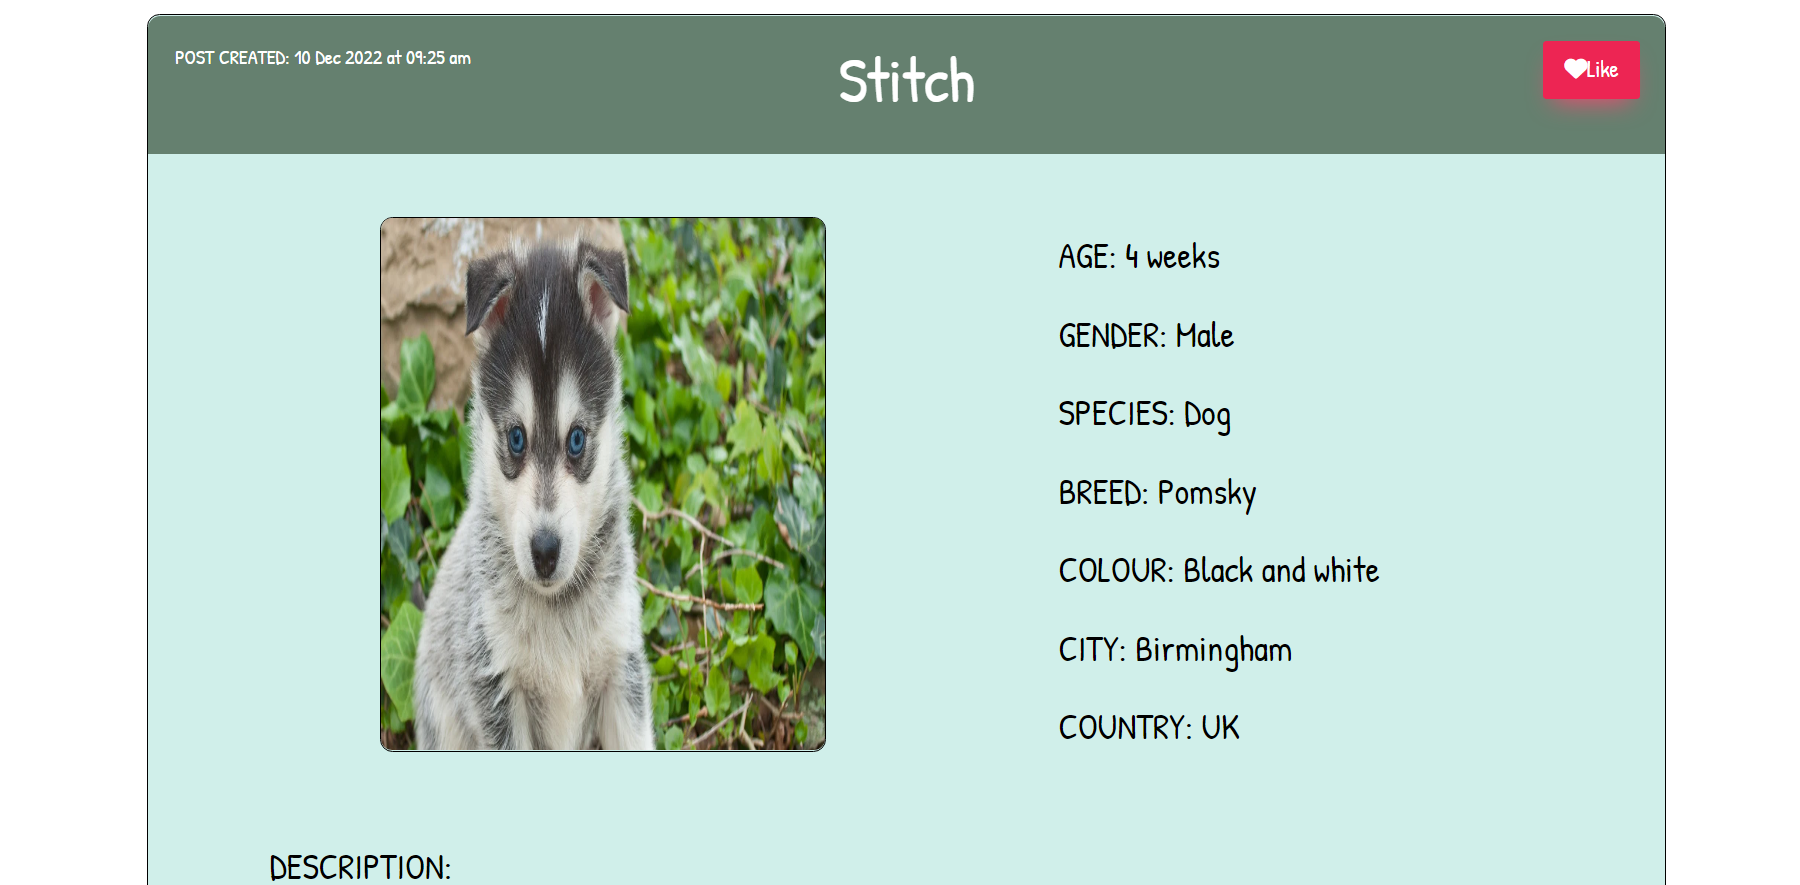 POST CREATED: 10 Dec 2022 at 09:25 am
Stitch
Like
AGE: 4 weeks
GENDER: Male
SPECIES: Dog
BREED: Pomsky
COLOUR: Black and white
CITY: Birmingham
COUNTRY: UK
DESCRIPTION: